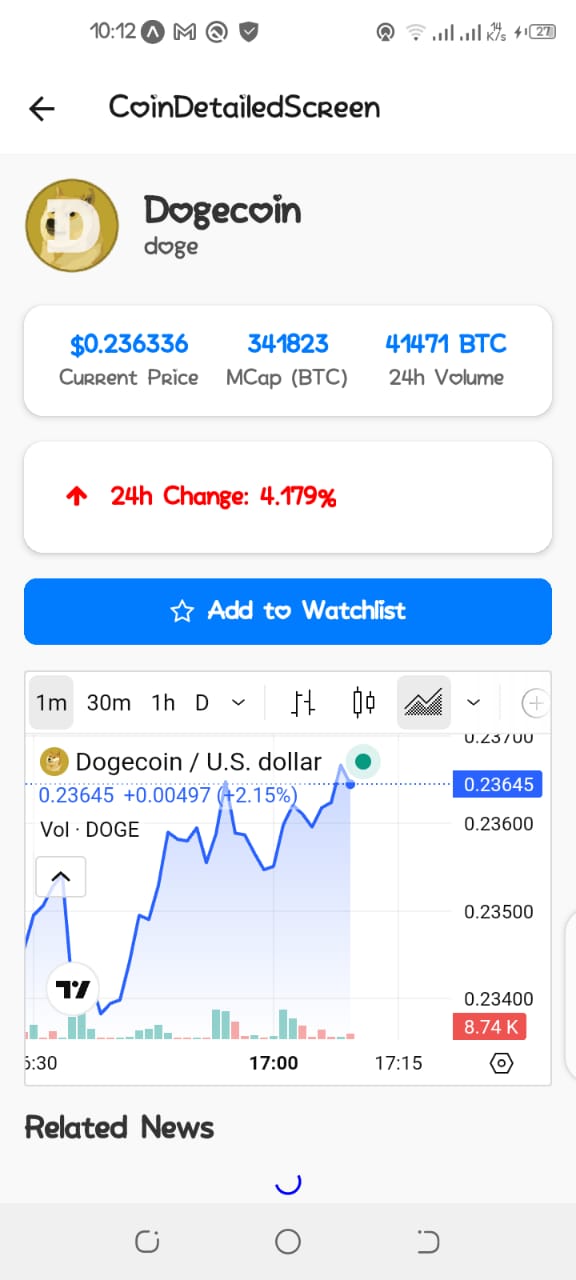 10:12 14 K/s 27
CoinDetailedScreen
D
Dogecoin
doge
$0.236336 341823 41471 BTC
Current Price MCap (BTC) 24h Volume
24h Change: 4.179%
Add to Watchlist
1m 30m 1h D
0.23700
Dogecoin / U.S. dollar
0.23645 +0.00497 (+2.15%) 0.23645
Vol · DOGE 0.23600
0.23500
0.23400
8.74 K
6:30 17:00 17:15
Related News